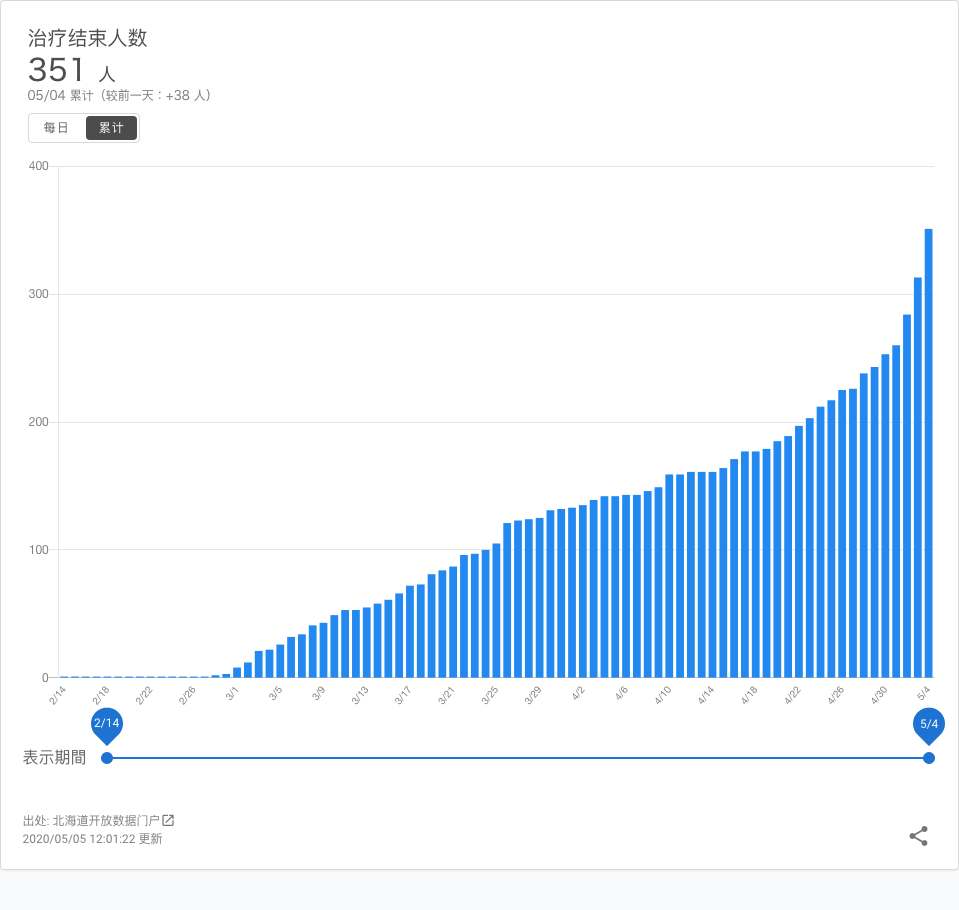 治疗结束人数
351 人
05/04 累计（较前一天：+38 人）
每日 累计
400
300
200
100
0
2/14 2/18 2/22 2/26 3/1 3/5 3/9 3/13 3/17 3/21 3/25 3/29 4/2 4/6 4/10 4/14 4/18 4/22 4/26 4/30 5/4
2/14 5/4
表示期間
出处: 北海道开放数据门户
2020/05/05 12:01:22 更新